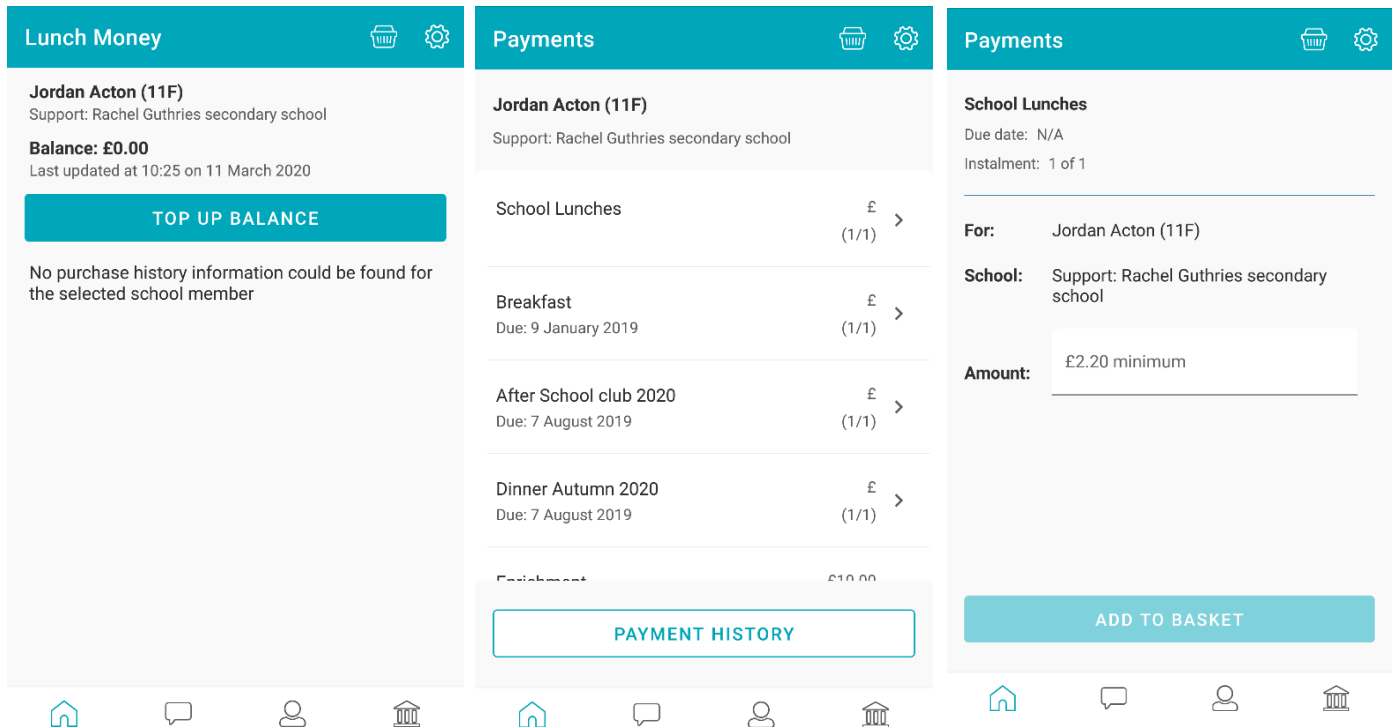 Lunch Money
Jordan Acton (11F)
Support: Rachel Guthries secondary school
Balance: £0.00
Last updated at 10:25 on 11 March 2020
TOP UP BALANCE
No purchase history information could be found for
the selected school member
Payments
Jordan Acton (11F)
Support: Rachel Guthries secondary school
School Lunches £
(1/1)
Breakfast £
Due: 9 January 2019 (1/1)
After School club 2020 £
Due: 7 August 2019 (1/1)
Dinner Autumn 2020 £
Due: 7 August 2019 (1/1)
Enrichment £10.00
PAYMENT HISTORY
Payments
School Lunches
Due date: N/A
Instalment: 1 of 1
For: Jordan Acton (11F)
School: Support: Rachel Guthries secondary
school
Amount: £2.20 minimum
ADD TO BASKET